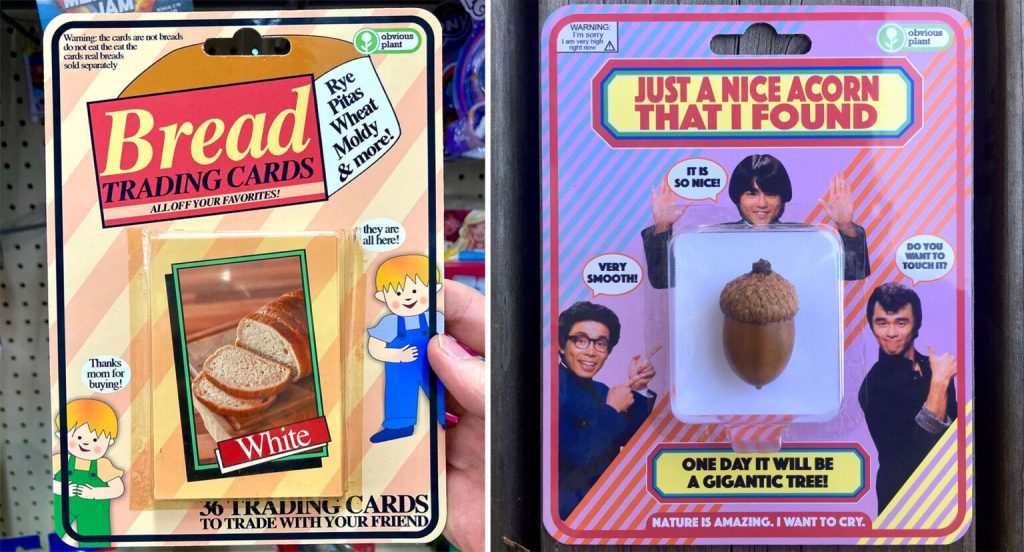 Warning: the cards are not breads
do not eat the eat the
cards real breads
sold separately
obvious
plant
Bread
TRADING CARDS
ALL OFF YOUR FAVORITES!
Rye
Pitas
Wheat
Moldy
& more!
they are
all here!
Thanks
mom for
buying!
White
36 TRADING CARDS
TO TRADE WITH YOUR FRIEND
WARNING:
I'm sorry
I am very high
right now
obvious
plant
JUST A NICE ACORN
THAT I FOUND
IT IS
SO NICE!
VERY
SMOOTH!
DO YOU
WANT TO
TOUCH IT?
ONE DAY IT WILL BE
A GIGANTIC TREE!
NATURE IS AMAZING. I WANT TO CRY.